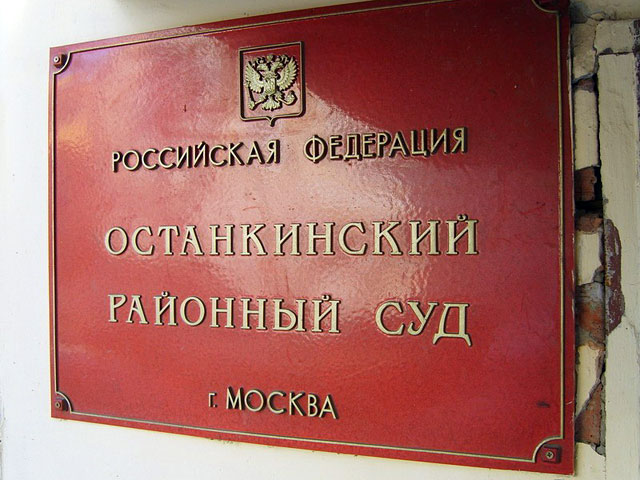 РОССИЙСКАЯ ФЕДЕРАЦИЯ
ОСТАНКИНСКИЙ
РАЙОННЫЙ СУД
г. МОСКВА